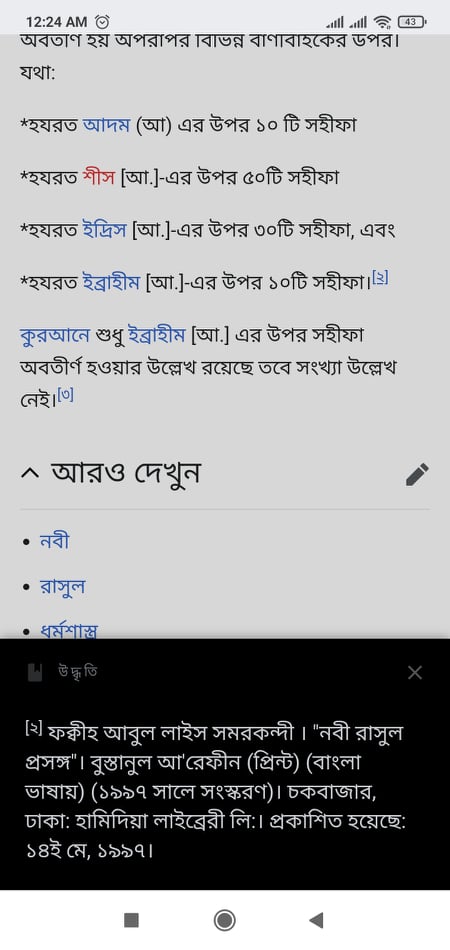 12:24 AM
43
অবতীর্ণ হয় অপরাপর বিভিন্ন বাণীবাহকের উপর।
যথা:
*হযরত আদম (আ) এর উপর ১০ টি সহীফা
*হযরত শীস [আ.]-এর উপর ৫০টি সহীফা
*হযরত ইদ্রিস [আ.]-এর উপর ৩০টি সহীফা, এবং
*হযরত ইব্রাহীম [আ.]-এর উপর ১০টি সহীফা।[২]
কুরআনে শুধু ইব্রাহীম [আ.] এর উপর সহীফা
অবতীর্ণ হওয়ার উল্লেখ রয়েছে তবে সংখ্যা উল্লেখ
নেই।[৩]
আরও দেখুন
• নবী
• রাসুল
• ধর্মশাস্ত্র
উদ্ধৃতি
[২] ফক্বীহ আবুল লাইস সমরকন্দী । "নবী রাসুল
প্রসঙ্গ"। বুস্তানুল আ'রেফীন (প্রিন্ট) (বাংলা
ভাষায়) (১৯৯৭ সালে সংস্করণ)। চকবাজার,
ঢাকা: হামিদিয়া লাইব্রেরী লি:। প্রকাশিত হয়েছে:
১৪ই মে, ১৯৯৭।